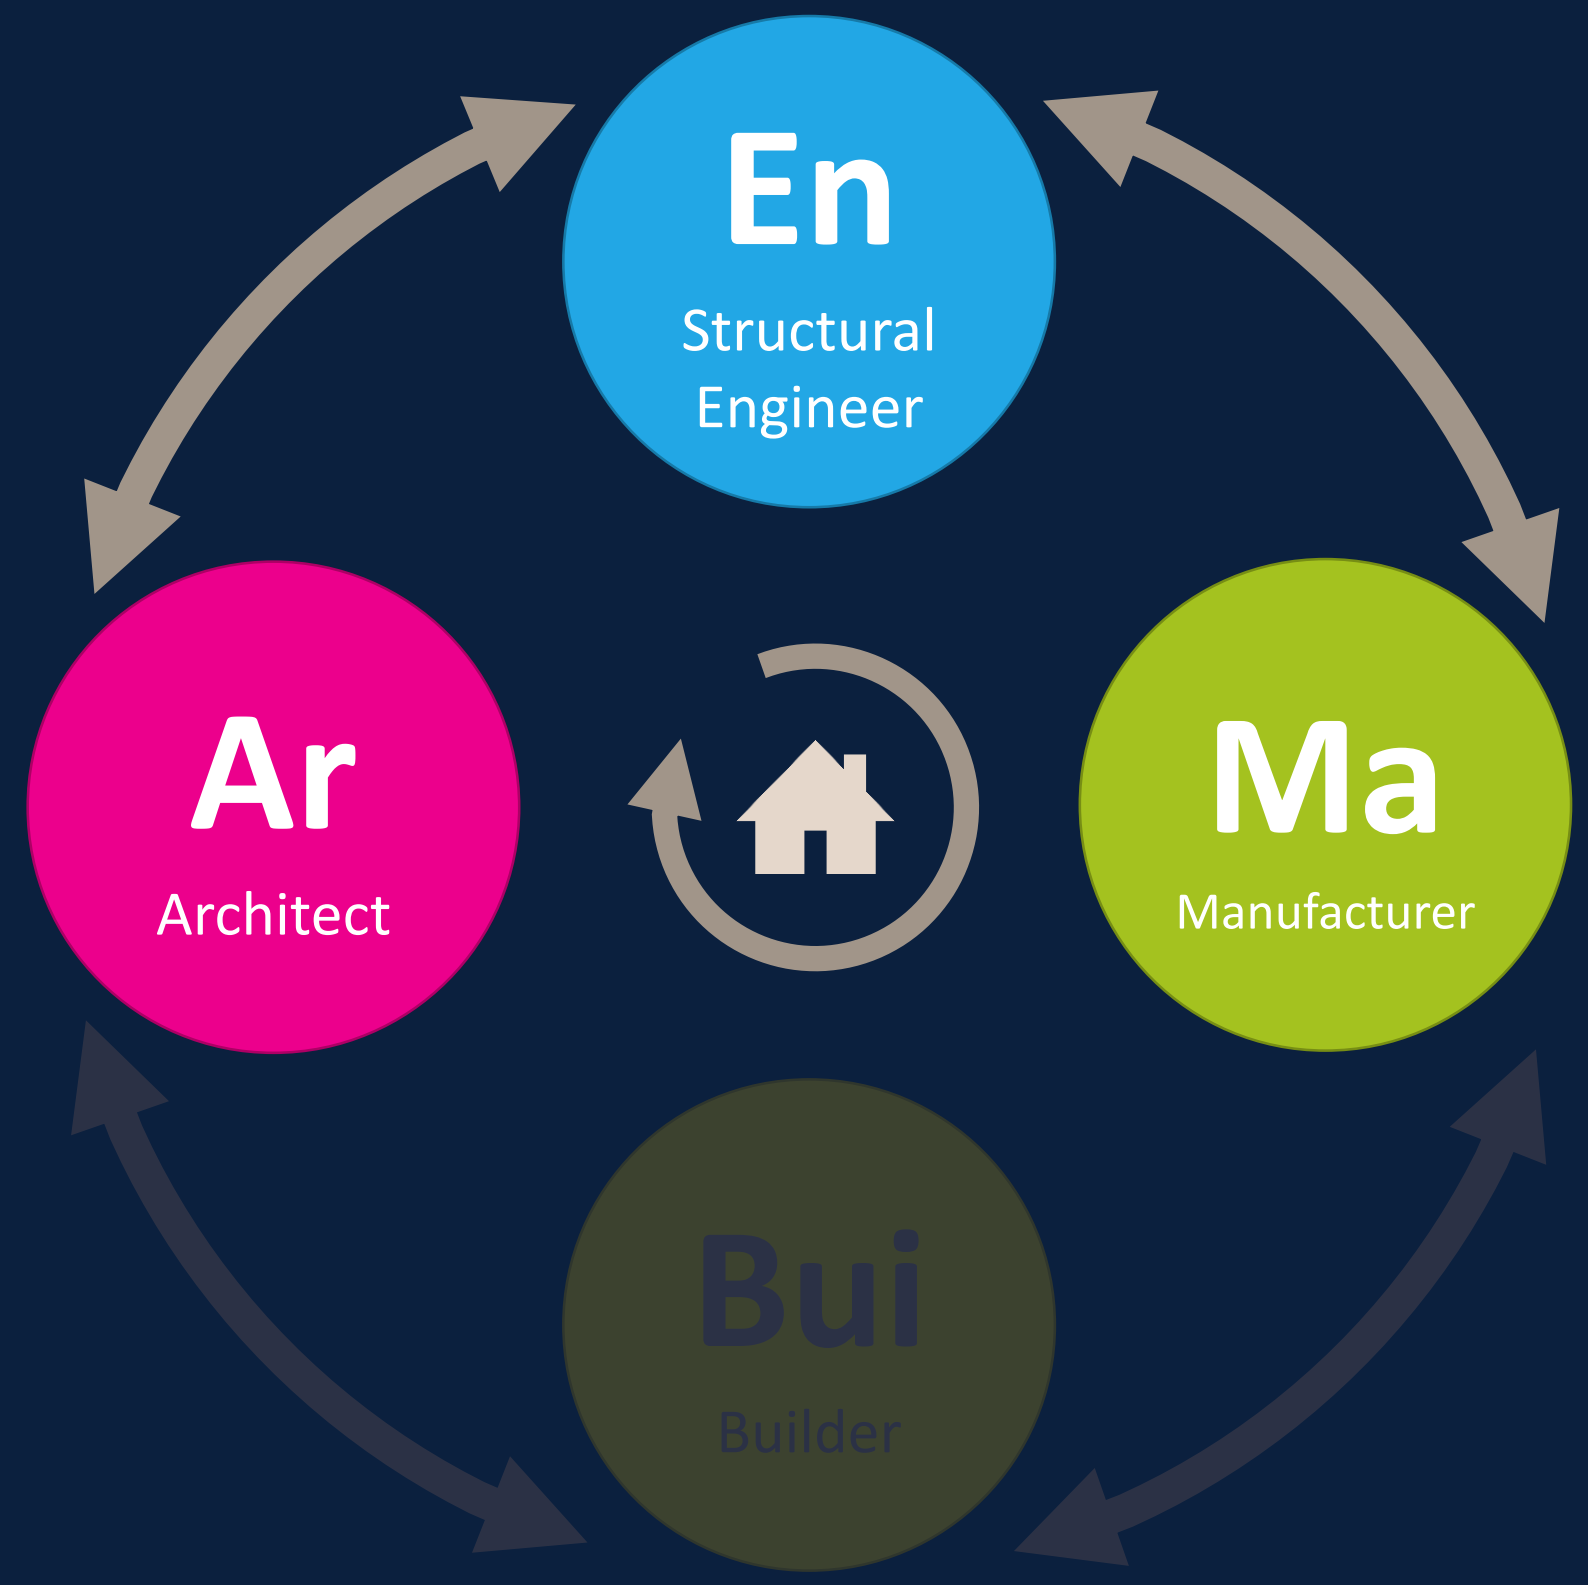 En
Structural
Engineer
Ar
Architect
Ma
Manufacturer
Bui
Builder